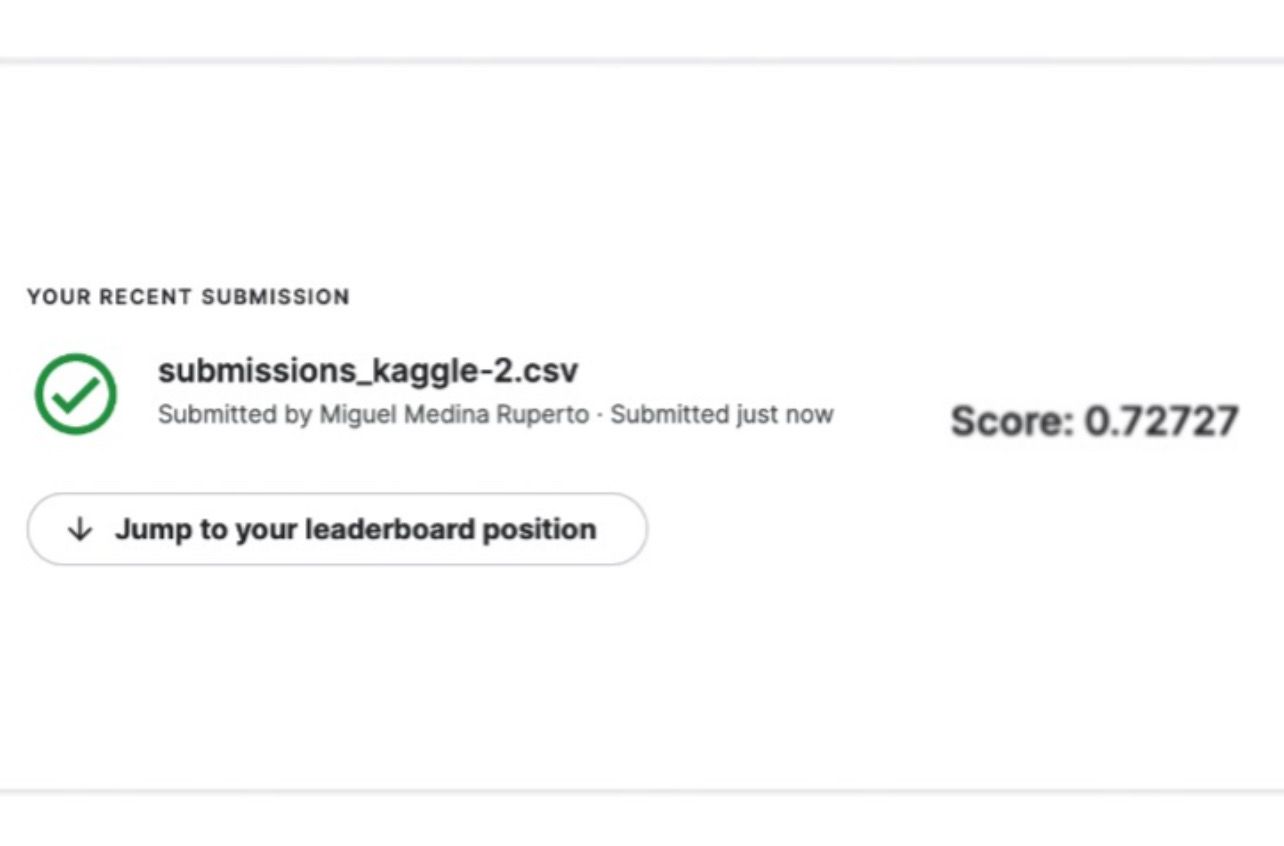 YOUR RECENT SUBMISSION
submissions_kaggle-2.csv
Submitted by Miguel Medina Ruperto · Submitted just now
Score: 0.72727
Jump to your leaderboard position